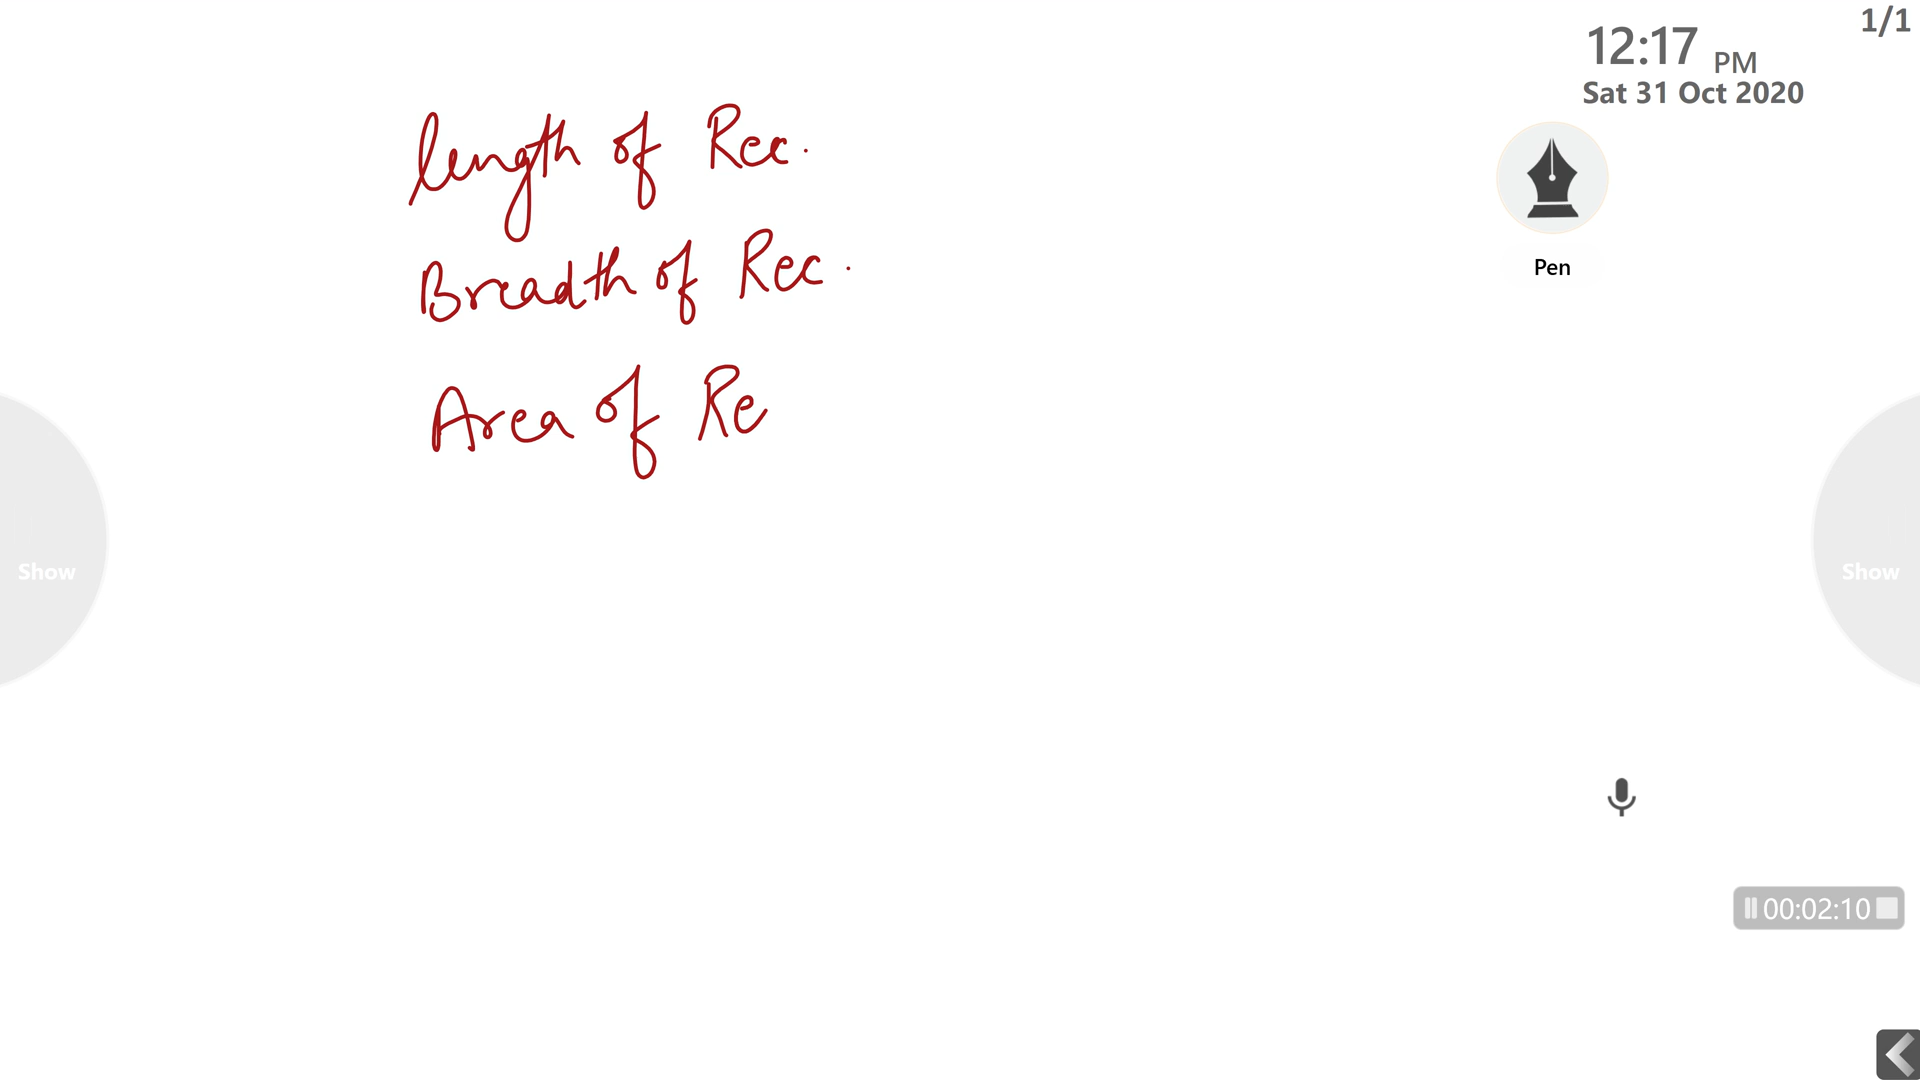 1/1
12:17 PM
Sat 31 Oct 2020
length of Rec.
Breadth of Rec.
Pen
Area of Re
Show
Show
00:02:10